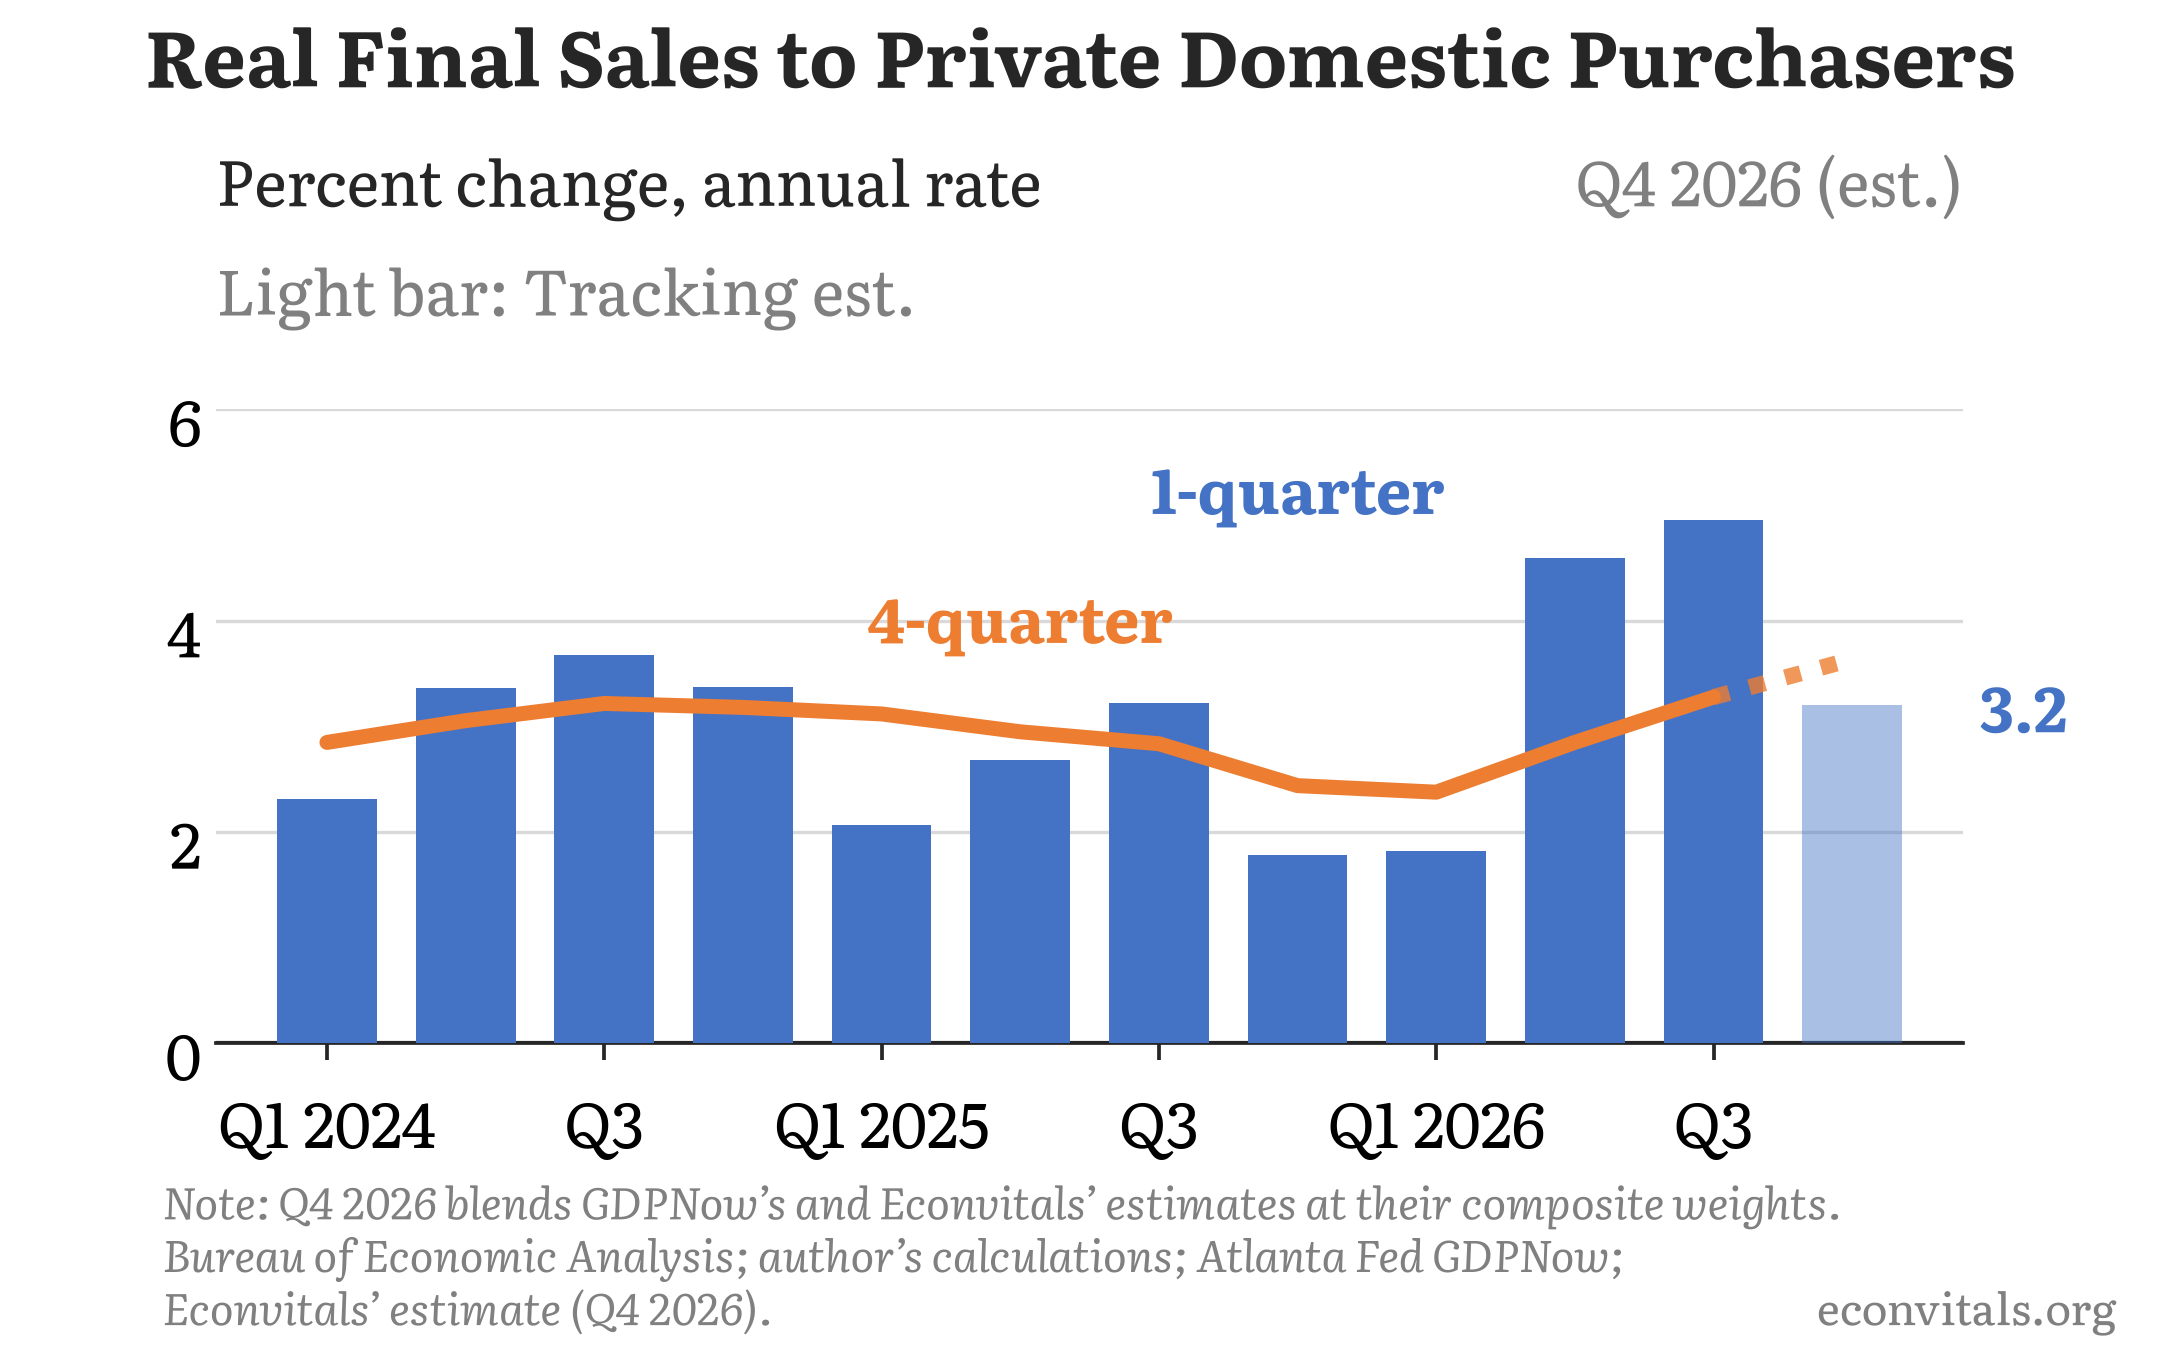 Real Final Sales to Private Domestic Purchasers
Percent change, annual rate
Q4 2026 (est.)
Light bar: Tracking est.
6
1-quarter
4-quarter
4
3.2
2
0
Q1 2024
Q3
Q1 2025
Q3
Q1 2026
Q3
Note: Q4 2026 blends GDPNow’s and Econvitals’ estimates at their composite weights.
Bureau of Economic Analysis; author’s calculations; Atlanta Fed GDPNow;
Econvitals’ estimate (Q4 2026).
econvitals.org